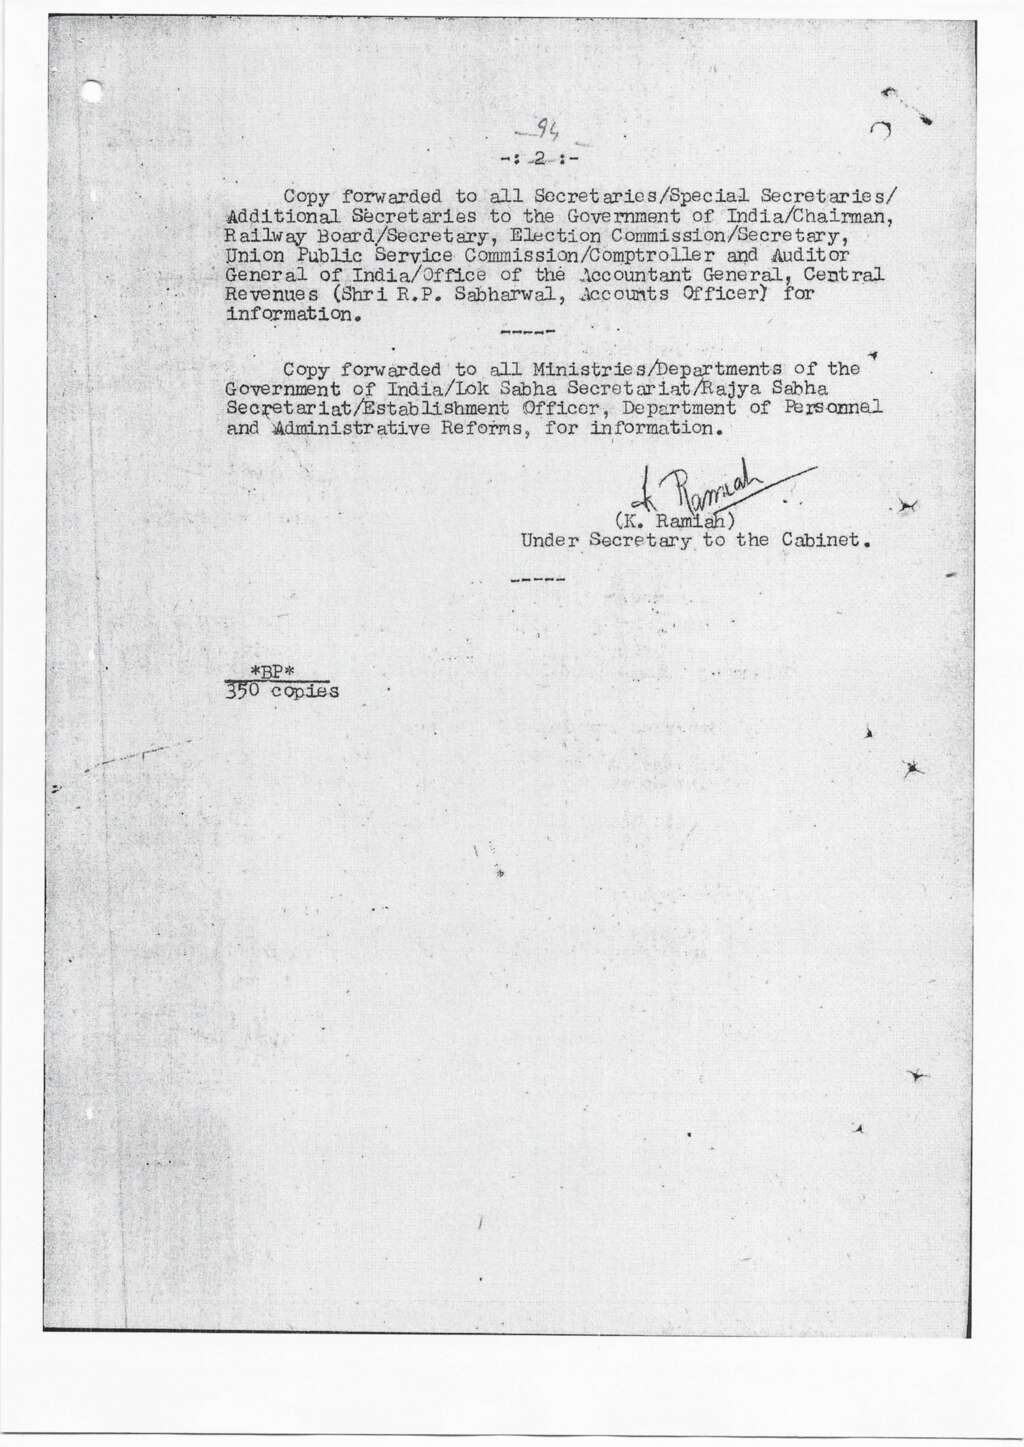 94
-: 2 :-
Copy forwarded to all Secretaries/Special Secretaries/
Additional Secretaries to the Government of India/Chairman,
Railway Board/Secretary, Election Commission/Secretary,
Union Public Service Commission/Comptroller and Auditor
General of India/Office of the Accountant General, Central
Revenues (Shri R.P. Sabharwal, Accounts Officer) for
information.
-----
Copy forwarded to all Ministries/Departments of the
Government of India/Lok Sabha Secretariat/Rajya Sabha
Secretariat/Establishment Officer, Department of Personnel
and Administrative Reforms, for information.
K Ramiah
(K. Ramiah)
Under Secretary to the Cabinet.
-----
*BP*
350 copies